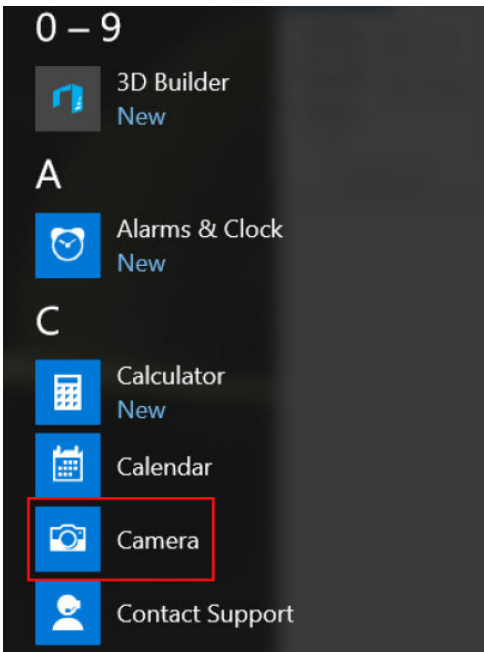 0 – 9
3D Builder
New
A
Alarms & Clock
New
C
Calculator
New
Calendar
Camera
Contact Support